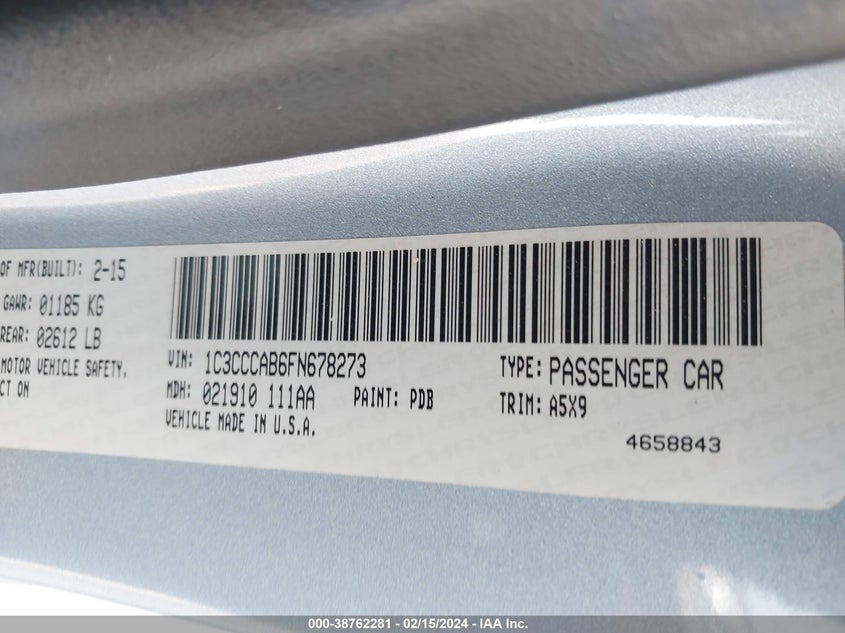 OF MFR(BUILT): 2-15
GAWR: 01185 KG
REAR: 02612 LB
MOTOR VEHICLE SAFETY,
CT ON
VIN: 1C3CCCAB6FN678273
TYPE: PASSENGER CAR
MDH: 021910 111AA PAINT: PDB
TRIM: A5X9
VEHICLE MADE IN U.S.A.
4658843
000-38762281 - 02/15/2024 - IAA Inc.